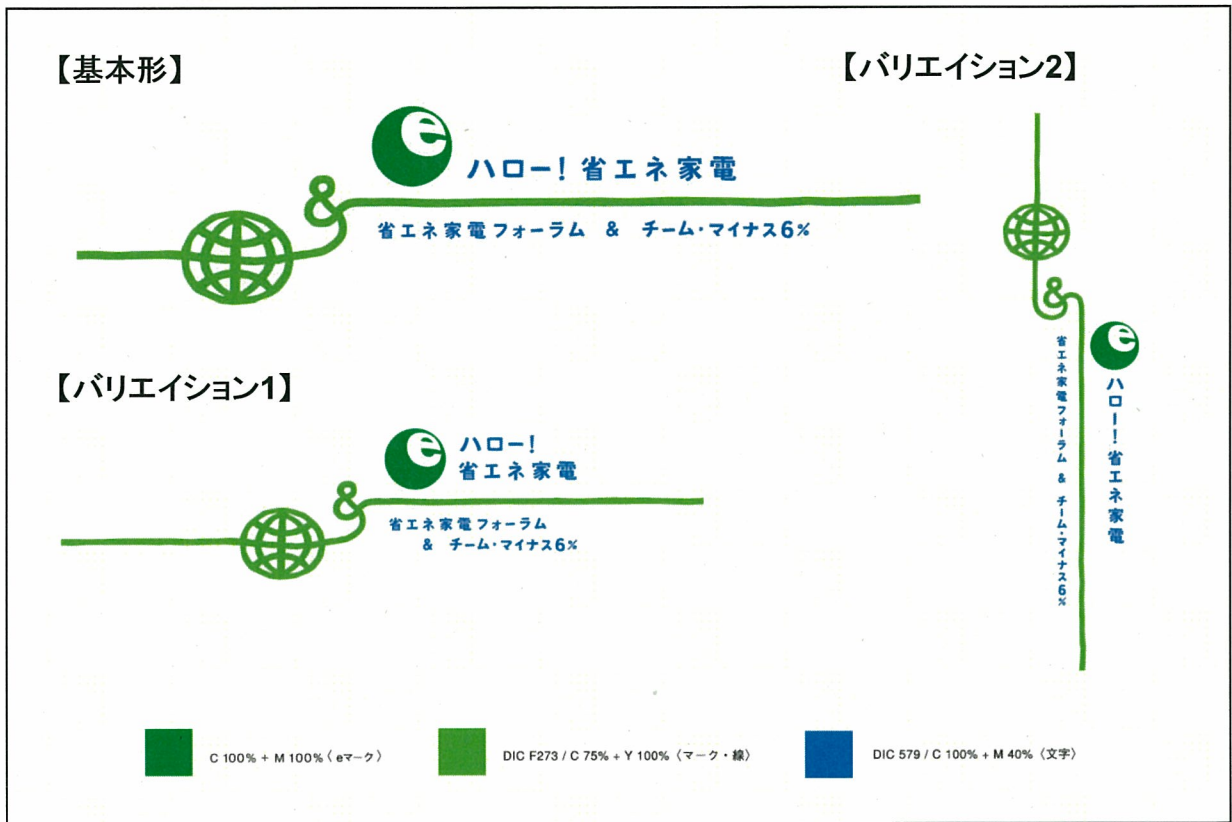 【基本形】
ハロー！省エネ家電
&
省エネ家電フォーラム & チーム・マイナス6%
【バリエイション1】
ハロー！
省エネ家電
&
省エネ家電フォーラム
& チーム・マイナス6%
【バリエイション2】
&
ハロー！省エネ家電
省エネ家電フォーラム & チーム・マイナス6%
C 100% + M 100%〈eマーク〉
DIC F273 / C 75% + Y 100%〈マーク・線〉
DIC 579 / C 100% + M 40%〈文字〉